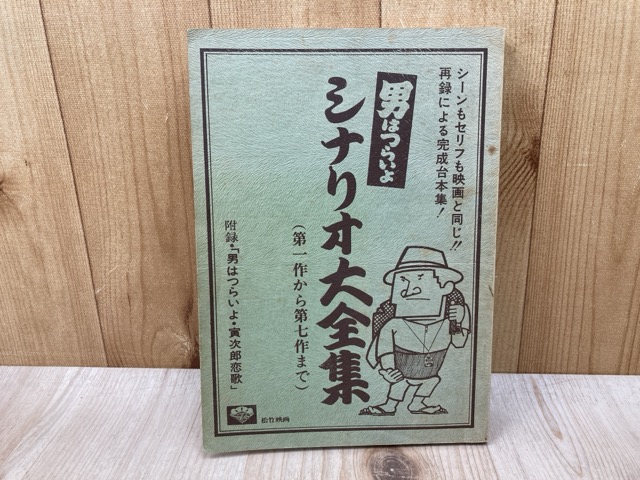 シーンもセリフも映画と同じ!!
再録による完成台本集!
男はつらいよ
シナリオ大全集
(第一作から第七作まで)
附録・「男はつらいよ・寅次郎恋歌」
松竹映画